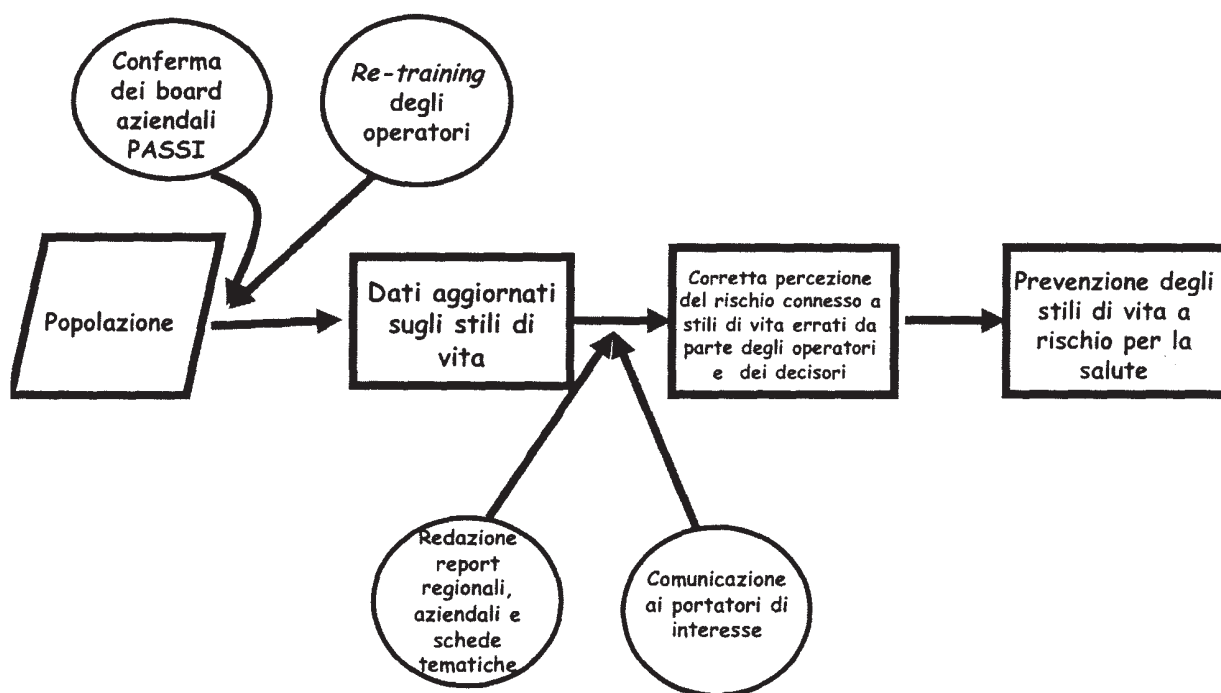 Conferma
dei board
aziendali
PASSI
Re-training
degli
operatori
Popolazione
Dati aggiornati
sugli stili di
vita
Corretta percezione
del rischio connesso a
stili di vita errati da
parte degli operatori
e dei decisori
Prevenzione degli
stili di vita a
rischio per la
salute
Redazione
report
regionali,
aziendali e
schede
tematiche
Comunicazione
ai portatori di
interesse